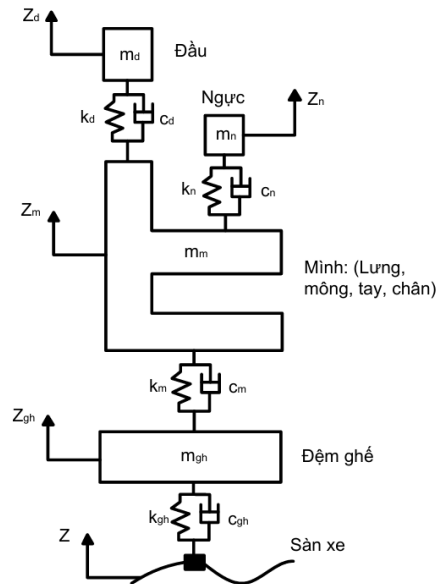 Zd
md
Đầu
kd
cd
Ngực
Zn
mn
kn
cn
Zm
mm
Mình: (Lưng,
mông, tay, chân)
km
cm
Zgh
mgh
Đệm ghế
kgh
cgh
Z
Sàn xe